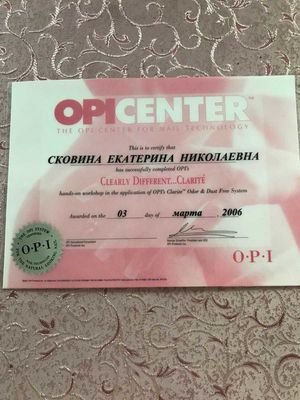 OPICENTER™
THE OPI CENTER FOR NAIL TECHNOLOGY
This is to certify that
СКОВИНА ЕКАТЕРИНА НИКОЛАЕВНА
has successfully completed OPI's
CLEARLY DIFFERENT...CLARITÉ
hands-on workshop in the application of OPI's Clarité™ Odor & Dust Free System
Awarded on the 03 day of марта, 2006
O·P·I
O·P·I